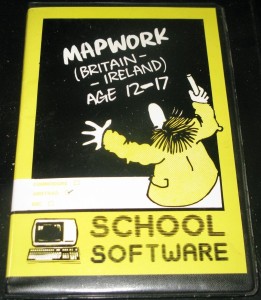 MAPWORK
(BRITAIN-
- IRELAND)
AGE 12-17
SCHOOL
SOFTWARE